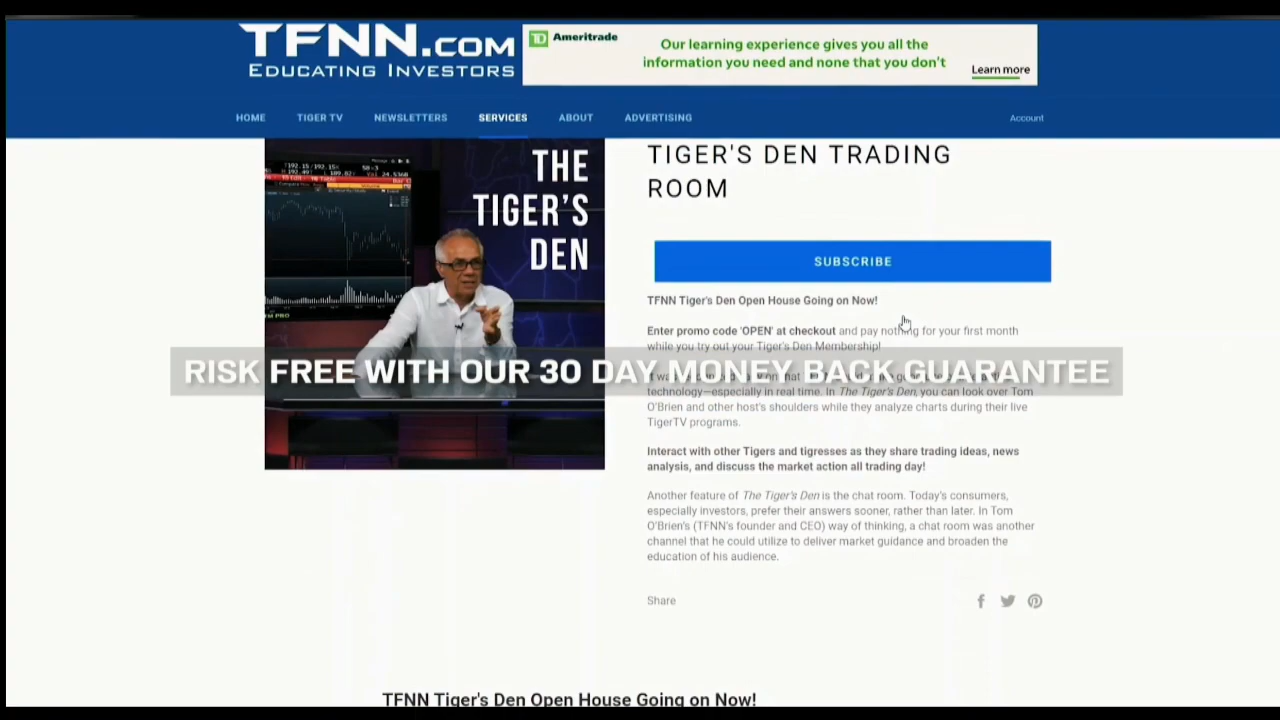 TFNN.COM
EDUCATING INVESTORS
Ameritrade
Our learning experience gives you all the
information you need and none that you don't
Learn more
HOME TIGER TV NEWSLETTERS SERVICES ABOUT ADVERTISING Account
THE
TIGER'S
DEN
TIGER'S DEN TRADING
ROOM
SUBSCRIBE
TFNN Tiger's Den Open House Going on Now!
Enter promo code 'OPEN' at checkout and pay nothing for your first month
while you try out your Tiger's Den Membership!
RISK FREE WITH OUR 30 DAY MONEY BACK GUARANTEE
technology—especially in real time. In The Tiger's Den, you can look over Tom
O'Brien and other host's shoulders while they analyze charts during their live
TigerTV programs.
Interact with other Tigers and tigresses as they share trading ideas, news
analysis, and discuss the market action all trading day!
Another feature of The Tiger's Den is the chat room. Today's consumers,
especially investors, prefer their answers sooner, rather than later. In Tom
O'Brien's (TFNN's founder and CEO) way of thinking, a chat room was another
channel that he could utilize to deliver market guidance and broaden the
education of his audience.
Share
TFNN Tiger's Den Open House Going on Now!